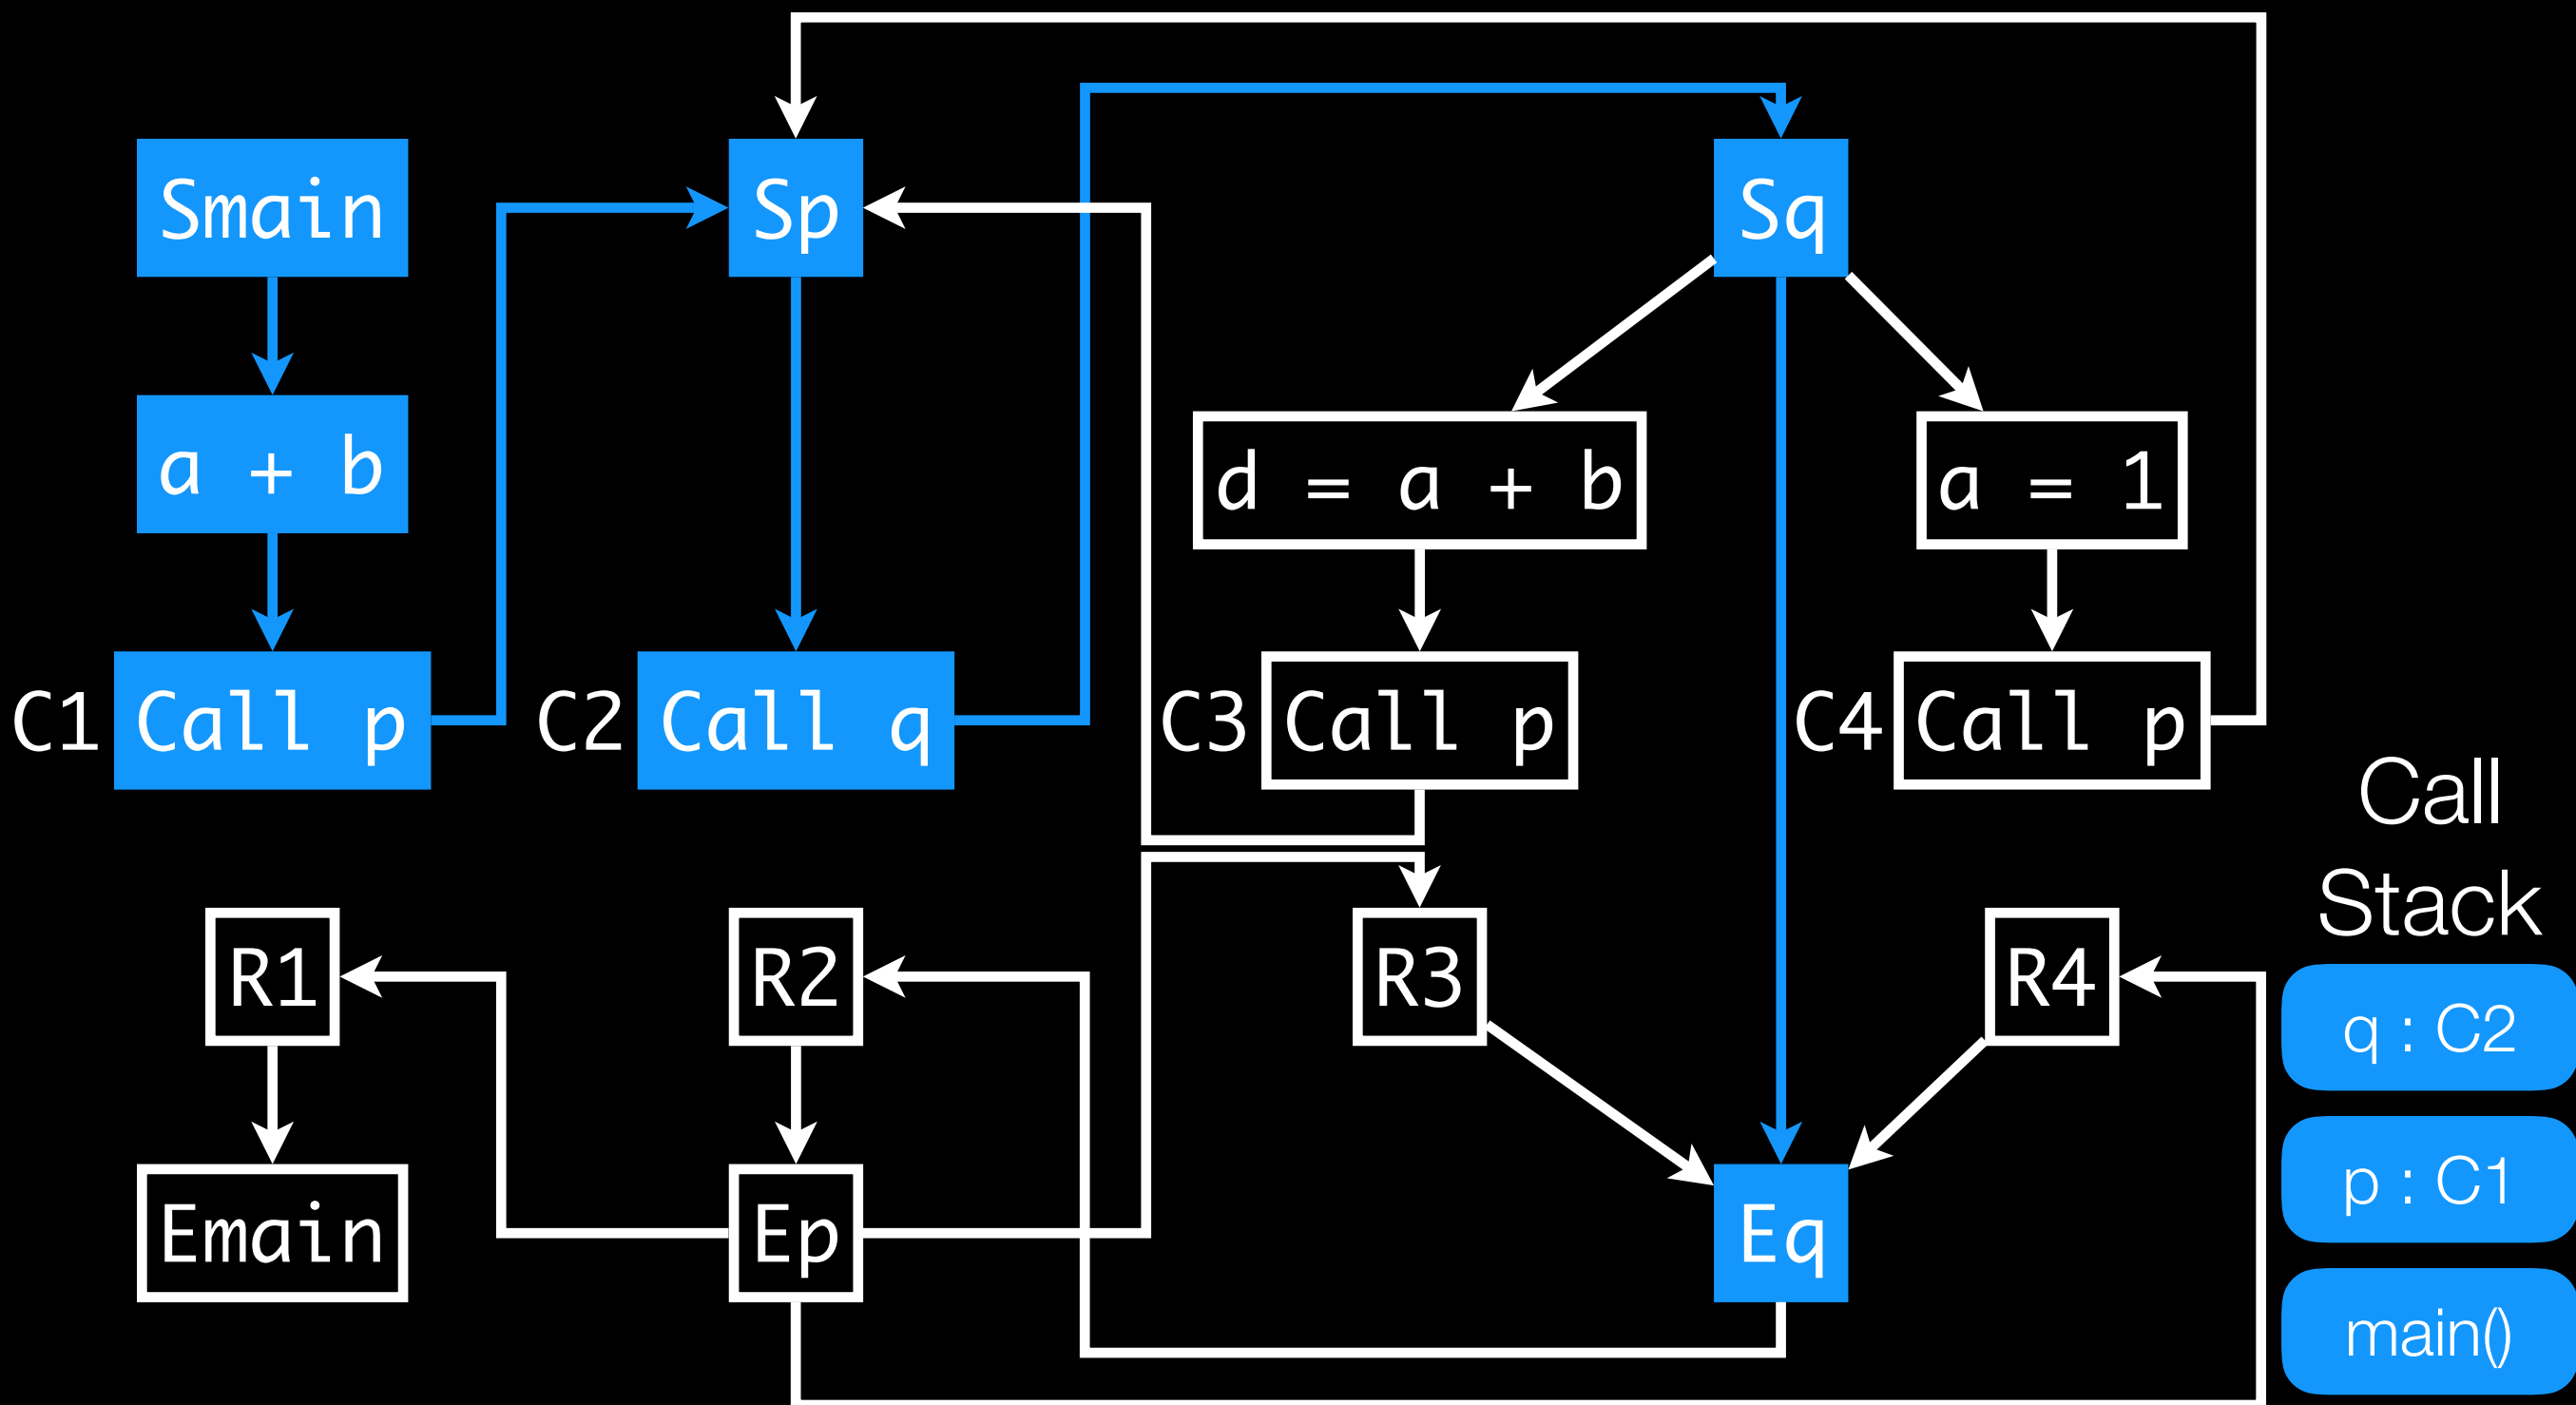 Smain
Sp
Sq
a + b
d = a + b
a = 1
C1 Call p
C2 Call q
C3 Call p
C4 Call p
Call
Stack
R1
R2
R3
R4
q : C2
p : C1
Emain
Ep
Eq
main()